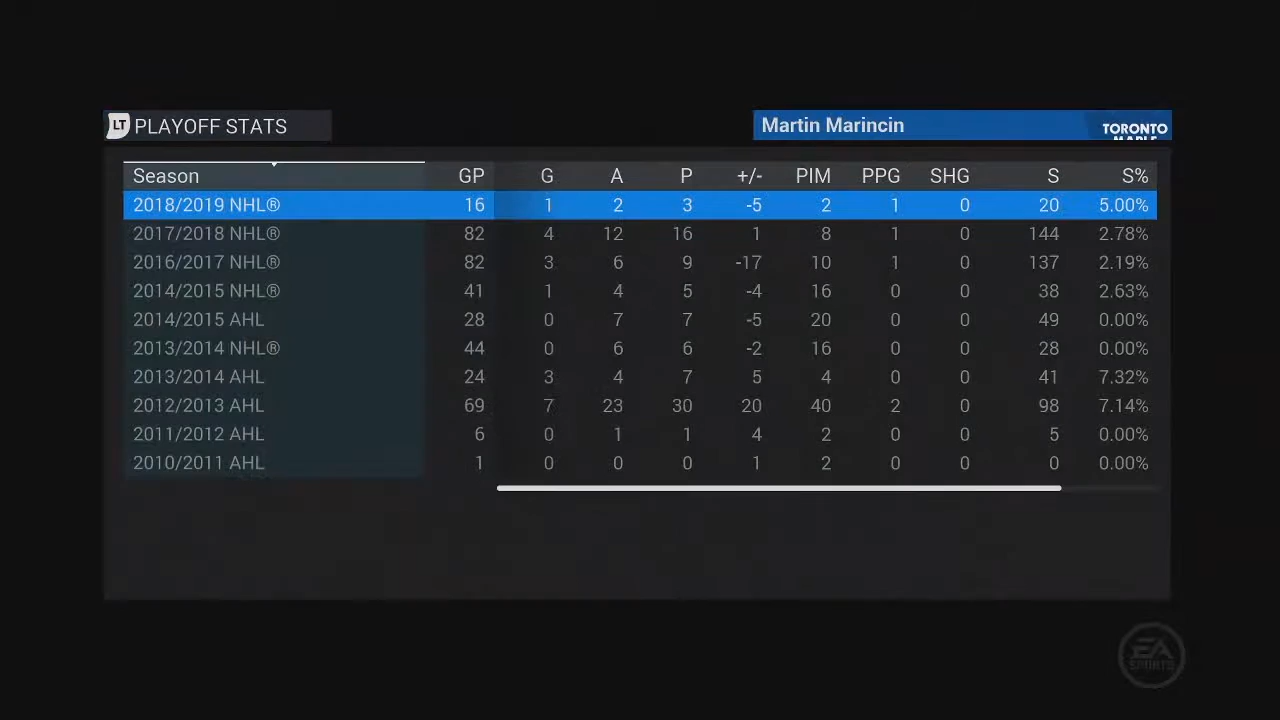 LT PLAYOFF STATS
Martin Marincin
TORONTO
MAPLE
Season GP G A P +/- PIM PPG SHG S S%
2018/2019 NHL® 16 1 2 3 -5 2 1 0 20 5.00%
2017/2018 NHL® 82 4 12 16 1 8 1 0 144 2.78%
2016/2017 NHL® 82 3 6 9 -17 10 1 0 137 2.19%
2014/2015 NHL® 41 1 4 5 -4 16 0 0 38 2.63%
2014/2015 AHL 28 0 7 7 -5 20 0 0 49 0.00%
2013/2014 NHL® 44 0 6 6 -2 16 0 0 28 0.00%
2013/2014 AHL 24 3 4 7 5 4 0 0 41 7.32%
2012/2013 AHL 69 7 23 30 20 40 2 0 98 7.14%
2011/2012 AHL 6 0 1 1 4 2 0 0 5 0.00%
2010/2011 AHL 1 0 0 0 1 2 0 0 0 0.00%
EA
SPORTS